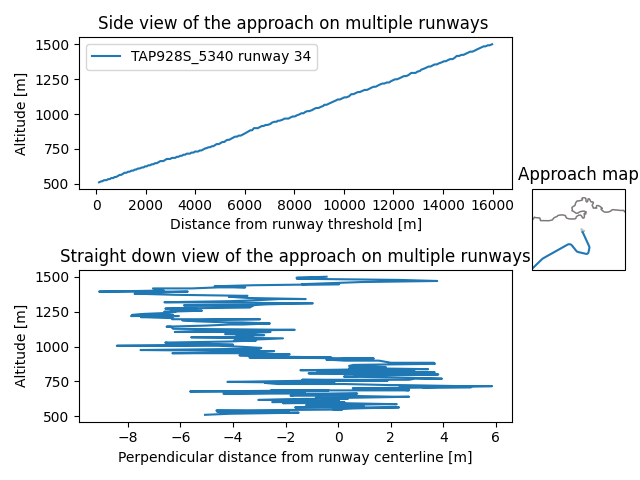 Side view of the approach on multiple runways
1500
1250
1000
750
500
Altitude [m]
TAP928S_5340 runway 34
0 2000 4000 6000 8000 10000 12000 14000 16000
Distance from runway threshold [m]
Approach map
Straight down view of the approach on multiple runways
1500
1250
1000
750
500
Altitude [m]
−8 −6 −4 −2 0 2 4 6
Perpendicular distance from runway centerline [m]